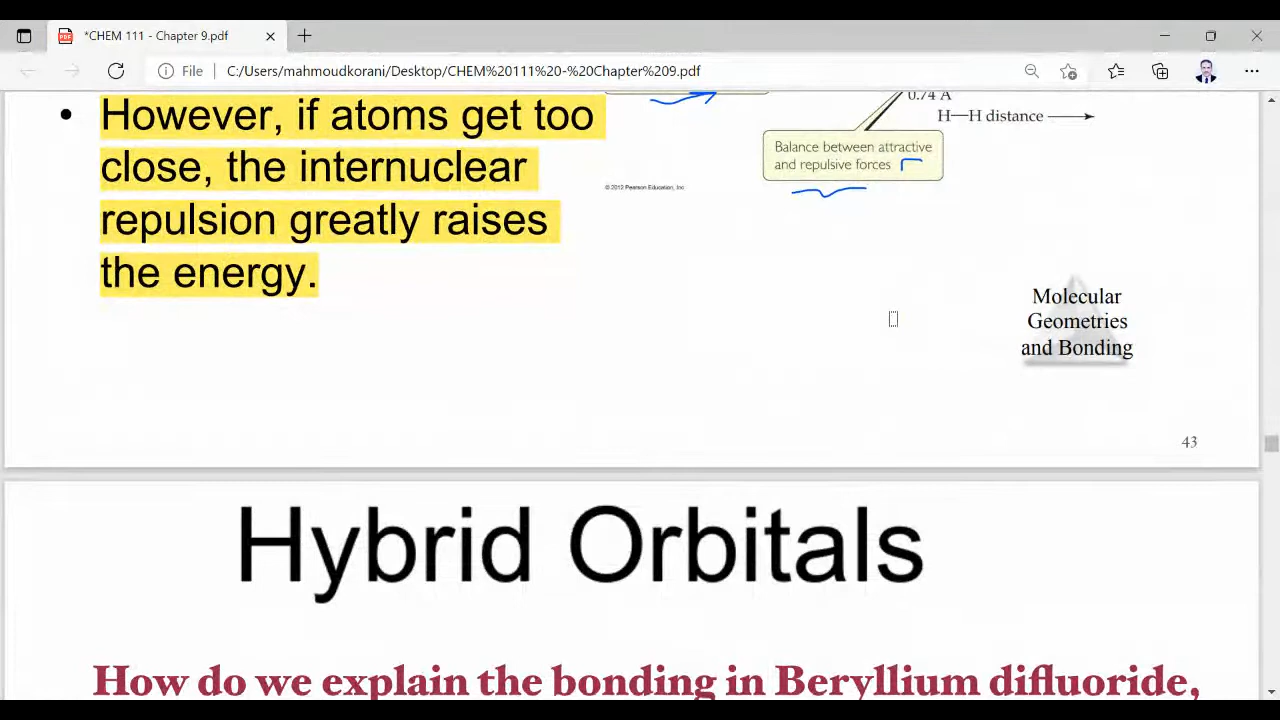 *CHEM 111 - Chapter 9.pdf
File C:/Users/mahmoudkorani/Desktop/CHEM%20111%20-%20Chapter%209.pdf
• However, if atoms get too
close, the internuclear
repulsion greatly raises
the energy.
0.74 Å
H—H distance
Balance between attractive
and repulsive forces
© 2012 Pearson Education, Inc
Molecular
Geometries
and Bonding
43
Hybrid Orbitals
How do we explain the bonding in Beryllium difluoride,